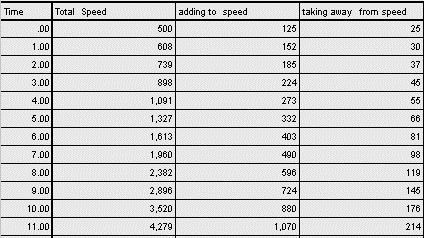 Time Total Speed adding to speed taking away from speed
.00 500 125 25
1.00 608 152 30
2.00 739 185 37
3.00 898 224 45
4.00 1,091 273 55
5.00 1,327 332 66
6.00 1,613 403 81
7.00 1,960 490 98
8.00 2,382 596 119
9.00 2,896 724 145
10.00 3,520 880 176
11.00 4,279 1,070 214